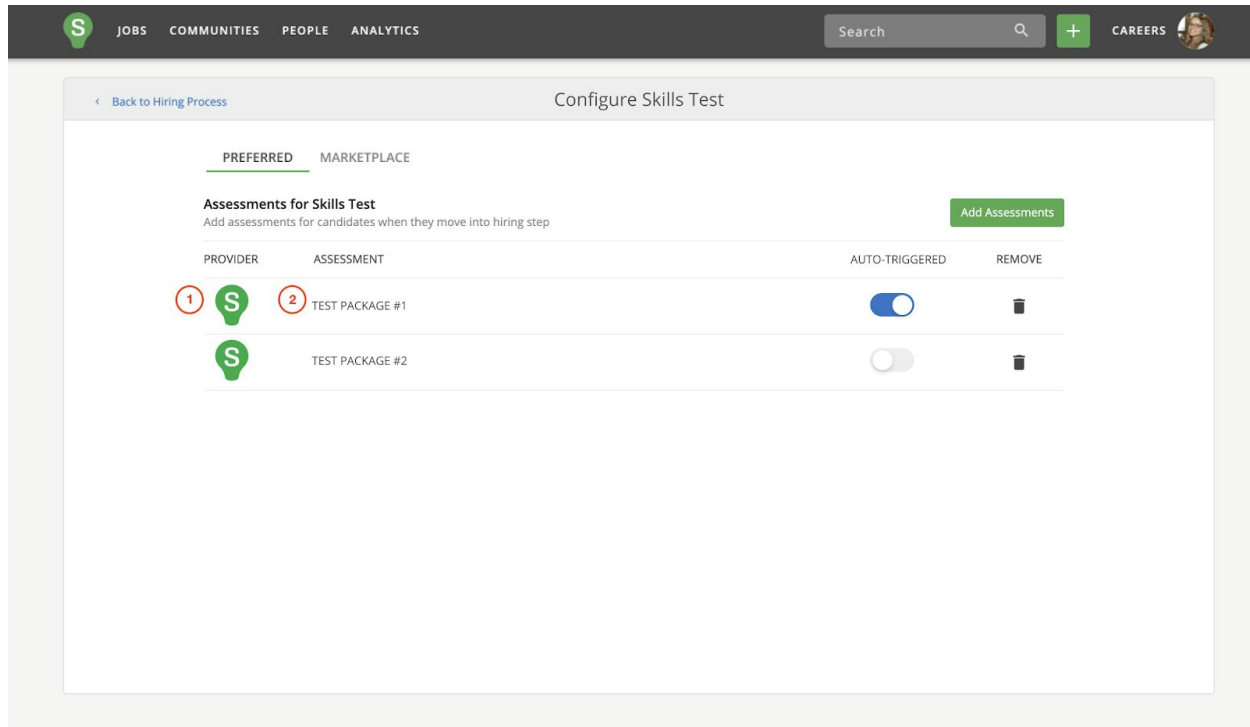 S JOBS COMMUNITIES PEOPLE ANALYTICS Search + CAREERS
< Back to Hiring Process Configure Skills Test
PREFERRED MARKETPLACE
Assessments for Skills Test
Add assessments for candidates when they move into hiring step
Add Assessments
PROVIDER ASSESSMENT AUTO-TRIGGERED REMOVE
1 S 2 TEST PACKAGE #1
S TEST PACKAGE #2